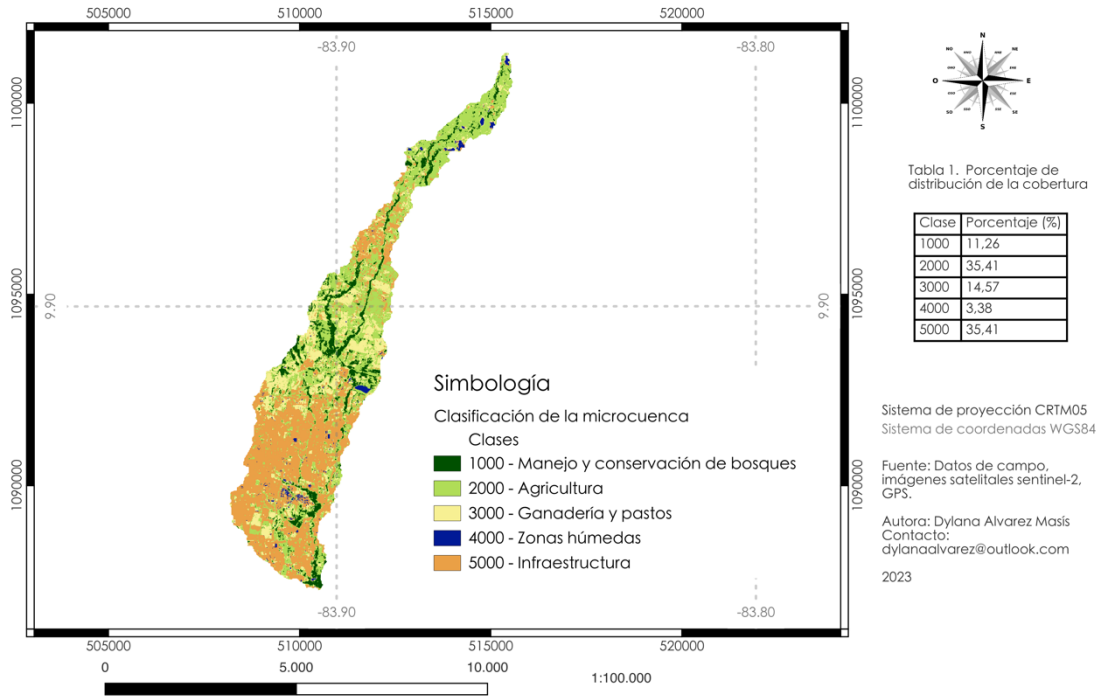 505000 510000 515000 520000
-83.90 -83.80
1100000 1100000
1095000 1095000
9.90 9.90
1090000 1090000
Simbología
Clasificación de la microcuenca
Clases
1000 - Manejo y conservación de bosques
2000 - Agricultura
3000 - Ganadería y pastos
4000 - Zonas húmedas
5000 - Infraestructura
-83.90 -83.80
505000 510000 515000 520000
0 5.000 10.000
1:100.000
N
NO NE
O E
SO SE
S
Tabla 1. Porcentaje de
distribución de la cobertura
Clase Porcentaje (%)
1000 11,26
2000 35,41
3000 14,57
4000 3,38
5000 35,41
Sistema de proyección CRTM05
Sistema de coordenadas WGS84
Fuente: Datos de campo,
imágenes satelitales sentinel-2,
GPS.
Autora: Dylana Alvarez Masís
Contacto:
dylanaalvarez@outlook.com
2023